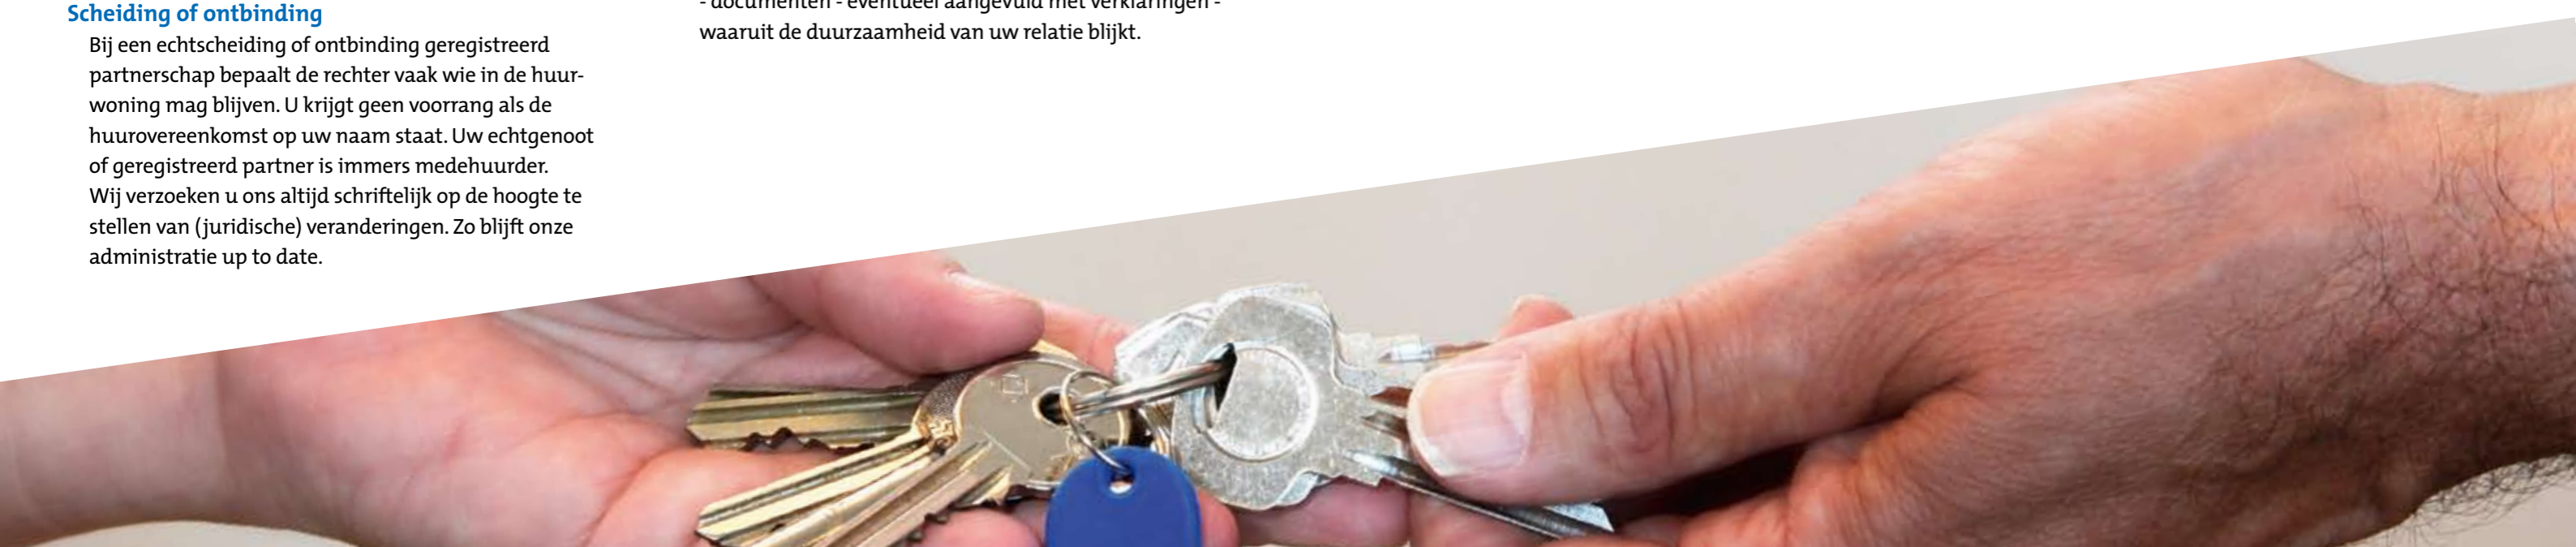 Scheiding of ontbinding
Bij een echtscheiding of ontbinding geregistreerd
partnerschap bepaalt de rechter vaak wie in de huur-
woning mag blijven. U krijgt geen voorrang als de
huurovereenkomst op uw naam staat. Uw echtgenoot
of geregistreerd partner is immers medehuurder.
Wij verzoeken u ons altijd schriftelijk op de hoogte te
stellen van (juridische) veranderingen. Zo blijft onze
administratie up to date.
- documenten - eventueel aangevuld met verklaringen -
waaruit de duurzaamheid van uw relatie blijkt.